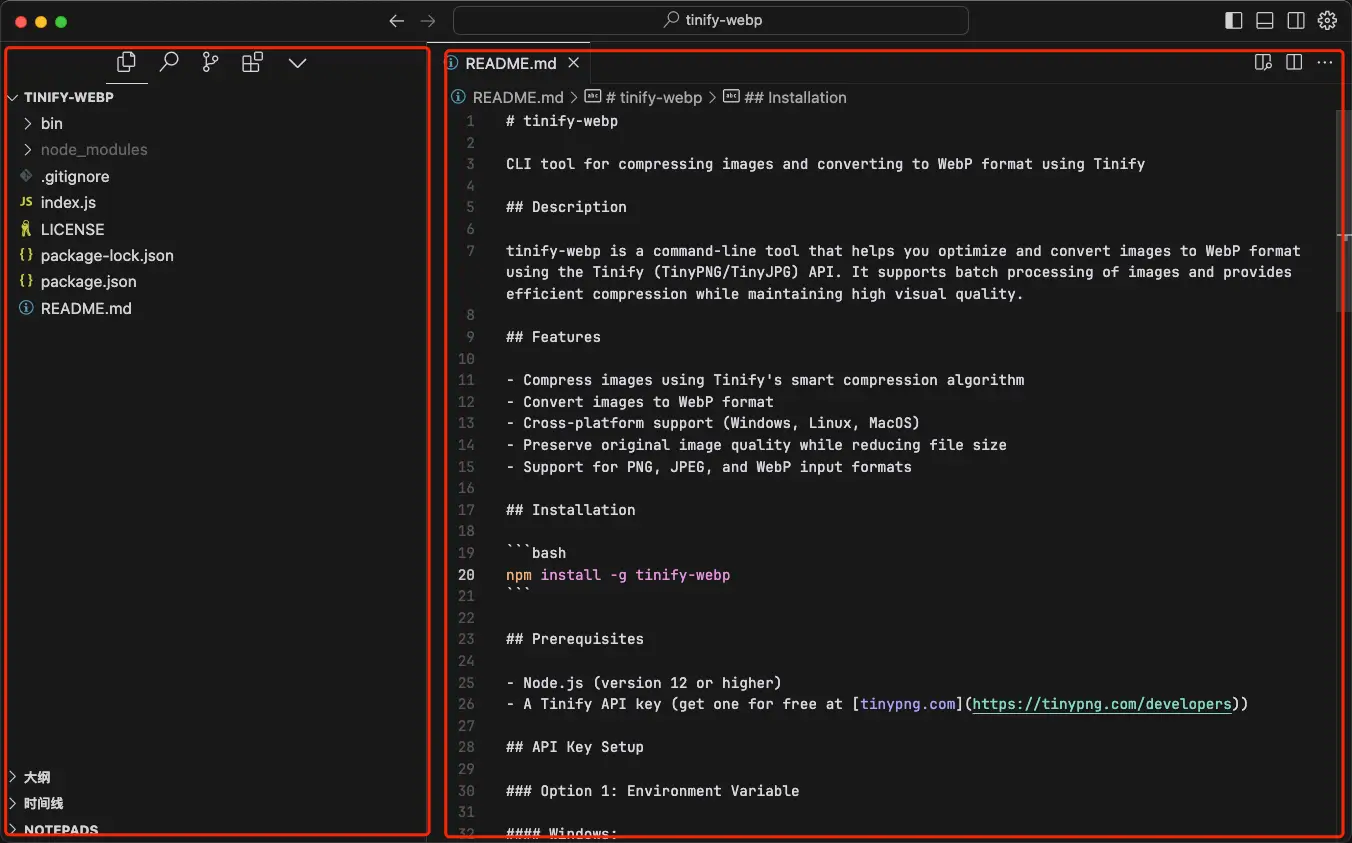 tinify-webp
TINIFY-WEBP
bin
node_modules
.gitignore
JS index.js
LICENSE
{} package-lock.json
{} package.json
README.md
大纲
时间线
NOTEPADS
README.md
README.md > abc # tinify-webp > abc ## Installation
1 # tinify-webp
2
3 CLI tool for compressing images and converting to WebP format using Tinify
4
5 ## Description
6
7 tinify-webp is a command-line tool that helps you optimize and convert images to WebP format
using the Tinify (TinyPNG/TinyJPG) API. It supports batch processing of images and provides
efficient compression while maintaining high visual quality.
8
9 ## Features
10
11 - Compress images using Tinify's smart compression algorithm
12 - Convert images to WebP format
13 - Cross-platform support (Windows, Linux, MacOS)
14 - Preserve original image quality while reducing file size
15 - Support for PNG, JPEG, and WebP input formats
16
17 ## Installation
18
19 ```bash
20 npm install -g tinify-webp
21 ```
22
23 ## Prerequisites
24
25 - Node.js (version 12 or higher)
26 - A Tinify API key (get one for free at [tinypng.com](https://tinypng.com/developers))
27
28 ## API Key Setup
29
30 ### Option 1: Environment Variable
31
32 #### Windows: